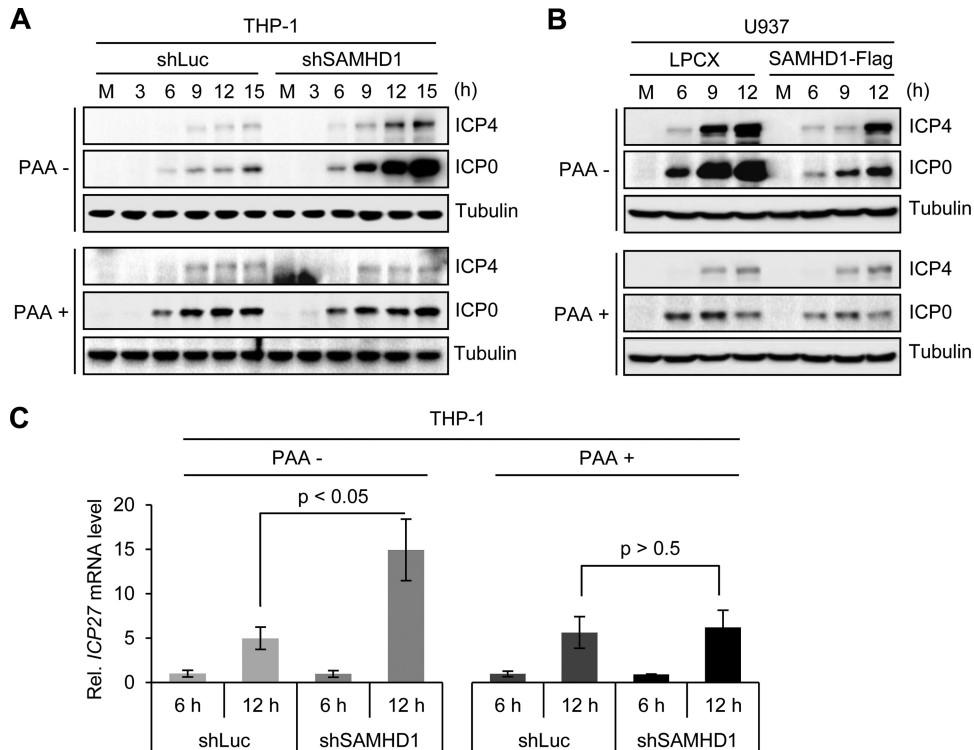 A
THP-1
shLuc shSAMHD1
M 3 6 9 12 15 M 3 6 9 12 15 (h)
PAA -
ICP4
ICP0
Tubulin
PAA +
ICP4
ICP0
Tubulin
B
U937
LPCX SAMHD1-Flag
M 6 9 12 M 6 9 12 (h)
PAA -
ICP4
ICP0
Tubulin
PAA +
ICP4
ICP0
Tubulin
C
THP-1
PAA - PAA +
Rel. ICP27 mRNA level
20
15
10
5
0
p < 0.05
p > 0.5
6 h 12 h 6 h 12 h 6 h 12 h 6 h 12 h
shLuc shSAMHD1 shLuc shSAMHD1